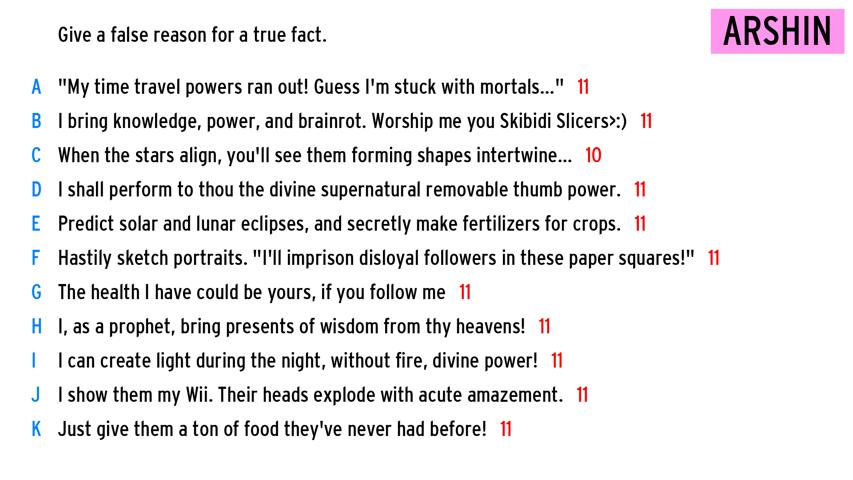 Give a false reason for a true fact.
ARSHIN
A "My time travel powers ran out! Guess I'm stuck with mortals..." 11
B I bring knowledge, power, and brainrot. Worship me you Skibidi Slicers>:) 11
C When the stars align, you'll see them forming shapes intertwine... 10
D I shall perform to thou the divine supernatural removable thumb power. 11
E Predict solar and lunar eclipses, and secretly make fertilizers for crops. 11
F Hastily sketch portraits. "I'll imprison disloyal followers in these paper squares!" 11
G The health I have could be yours, if you follow me 11
H I, as a prophet, bring presents of wisdom from thy heavens! 11
I I can create light during the night, without fire, divine power! 11
J I show them my Wii. Their heads explode with acute amazement. 11
K Just give them a ton of food they've never had before! 11